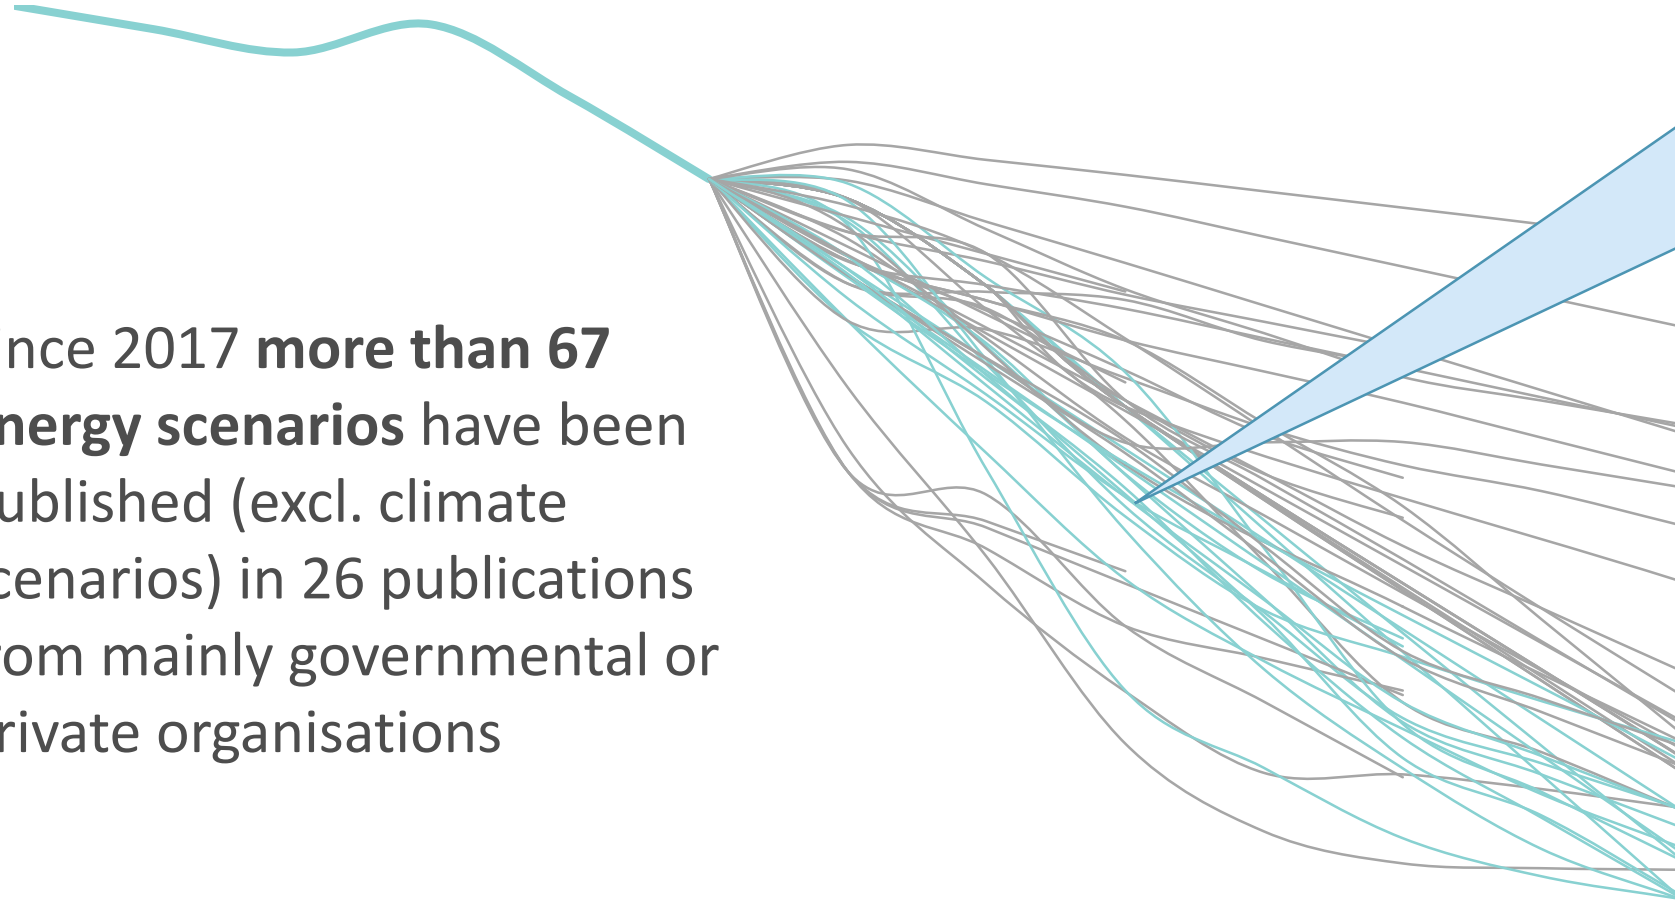 ince 2017 more than 67
nergy scenarios have been
ublished (excl. climate
cenarios) in 26 publications
rom mainly governmental or
rivate organisations